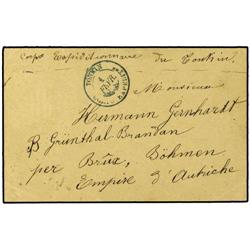 Corps Expéditionnaire du Tonkin
Monsieur
Hermann Gernhardt
Grünthal-Brandau
per Brüx, Böhmen
Empire d'Autriche